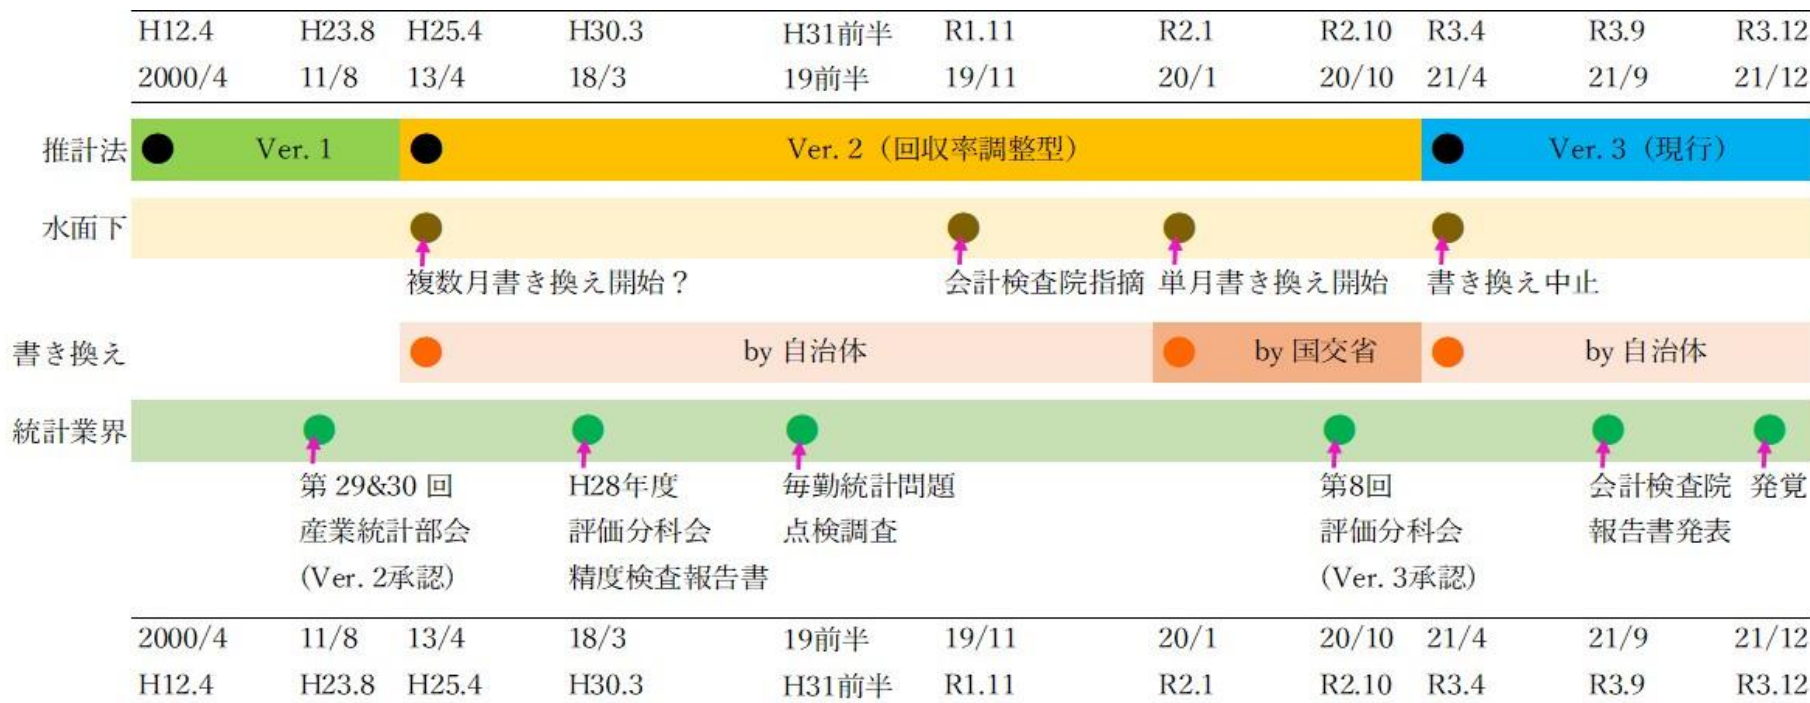 H12.4 H23.8 H25.4 H30.3 H31前半 R1.11 R2.1 R2.10 R3.4 R3.9 R3.12
2000/4 11/8 13/4 18/3 19前半 19/11 20/1 20/10 21/4 21/9 21/12
推計法 Ver. 1 Ver. 2（回収率調整型） Ver. 3（現行）
水面下
複数月書き換え開始？ 会計検査院指摘 単月書き換え開始 書き換え中止
書き換え by 自治体 by 国交省 by 自治体
統計業界
第 29&30 回 H28年度 毎勤統計問題 第8回 会計検査院 発覚
産業統計部会 評価分科会 点検調査 評価分科会 報告書発表
(Ver. 2承認) 精度検査報告書 (Ver. 3承認)
2000/4 11/8 13/4 18/3 19前半 19/11 20/1 20/10 21/4 21/9 21/12
H12.4 H23.8 H25.4 H30.3 H31前半 R1.11 R2.1 R2.10 R3.4 R3.9 R3.12